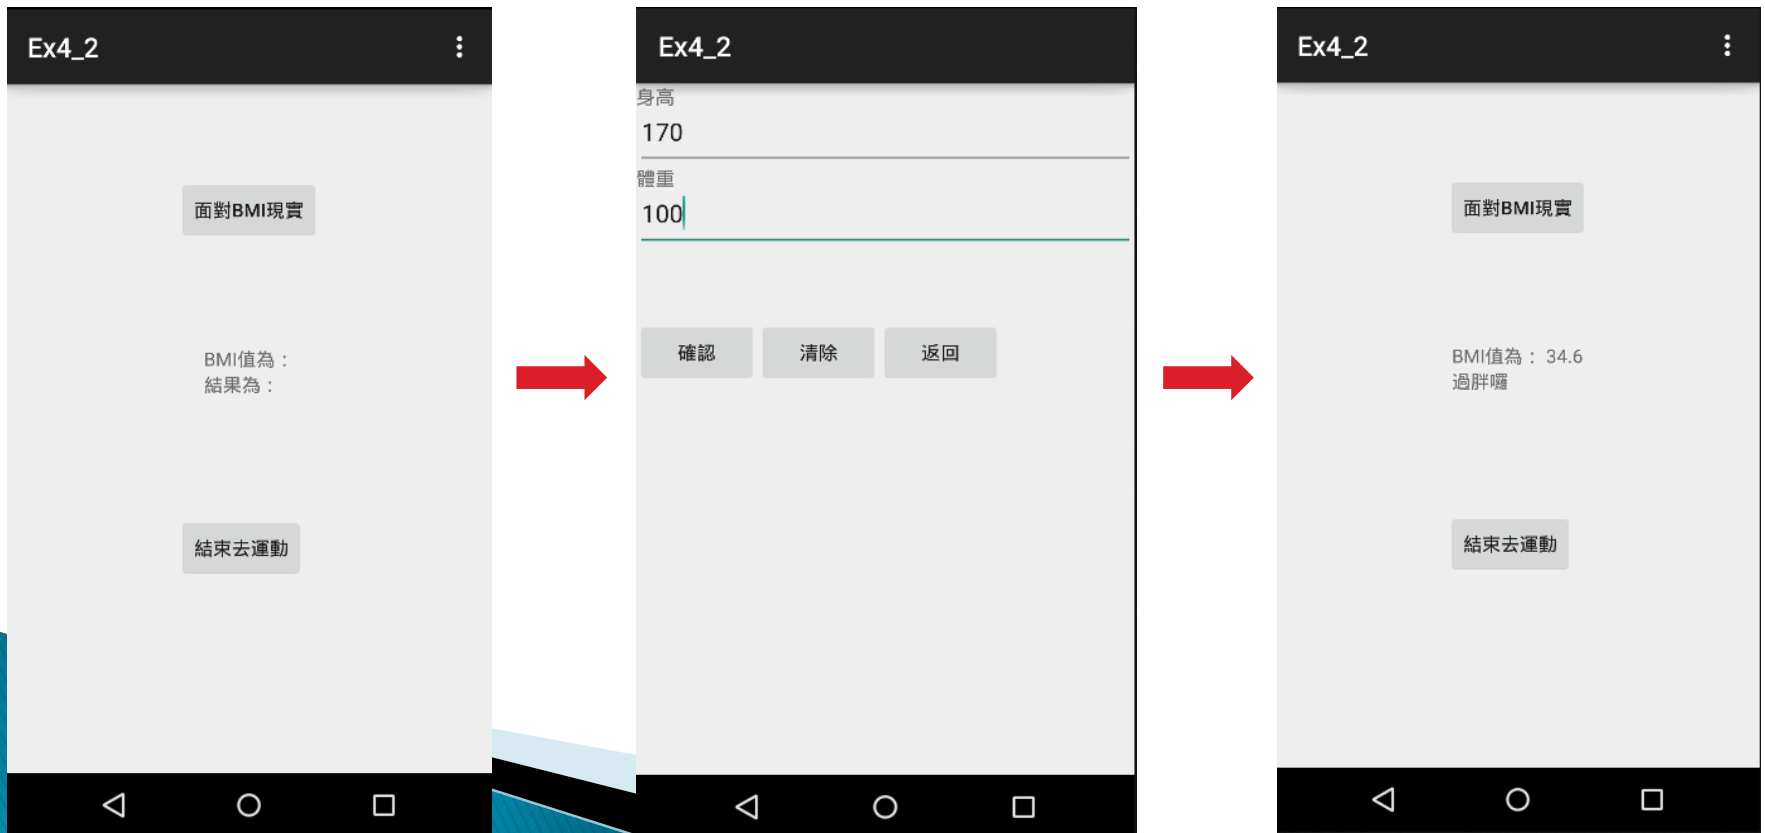 Ex4_2
面對BMI現實
BMI值為：
結果為：
結束去運動
Ex4_2
身高
170
體重
100
確認 清除 返回
Ex4_2
面對BMI現實
BMI值為： 34.6
過胖囉
結束去運動